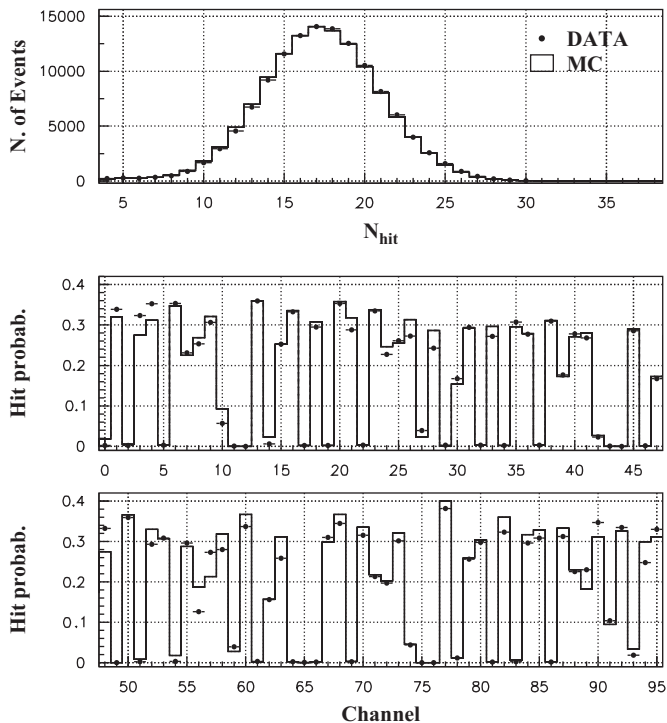 N. of Events
15000
10000
5000
0
DATA
MC
5 10 15 20 25 30 35
N_hit
Hit probab.
0.4
0.3
0.2
0.1
0
0 5 10 15 20 25 30 35 40 45
Hit probab.
0.4
0.3
0.2
0.1
0
50 55 60 65 70 75 80 85 90 95
Channel